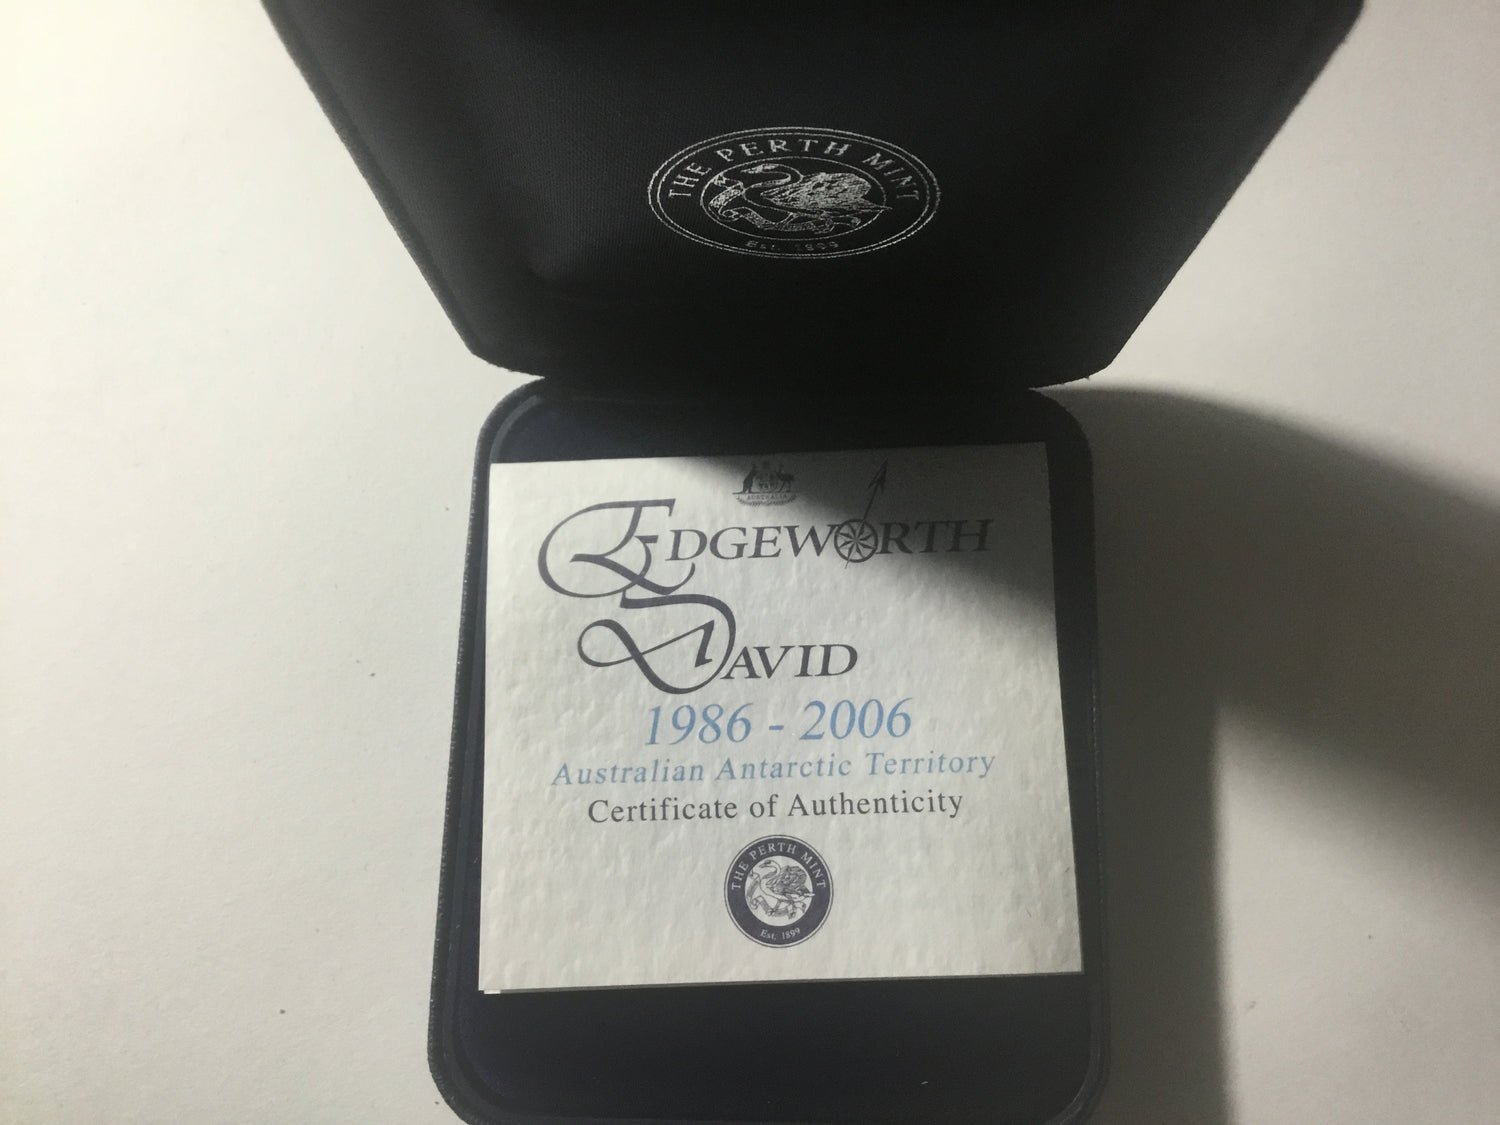 THE PERTH MINT
Est. 1899
AUSTRALIA
EDGEWORTH
DAVID
1986 - 2006
Australian Antarctic Territory
Certificate of Authenticity
THE PERTH MINT
Est. 1899